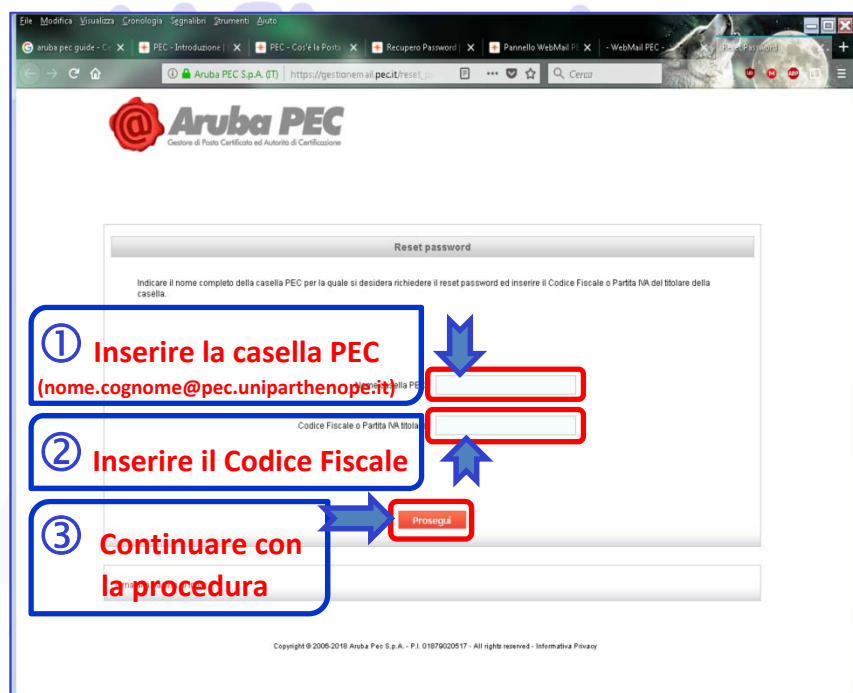 File Modifica Visualizza Cronologia Segnalibri Strumenti Aiuto
aruba pec guide - Ce
PEC - Introduzione |
PEC - Cos'è la Posta
Recupero Password |
Pannello WebMail P
- WebMail PEC -
Reset Password
Aruba PEC S.p.A. (IT)
https://gestionemail.pec.it/reset_p
Cerca
Aruba PEC
Gestore di Posta Certificata ed Autorità di Certificazione
Reset password
Indicare il nome completo della casella PEC per la quale si desidera richiedere il reset password ed inserire il Codice Fiscale o Partita IVA del titolare della
casella.
① Inserire la casella PEC
(nome.cognome@pec.uniparthenope.it)
Codice Fiscale o Partita IVA titola
② Inserire il Codice Fiscale
Prosegui
③ Continuare con
la procedura
Copyright © 2006-2018 Aruba Pec S.p.A. - P.I. 01879020517 - All rights reserved - Informativa Privacy